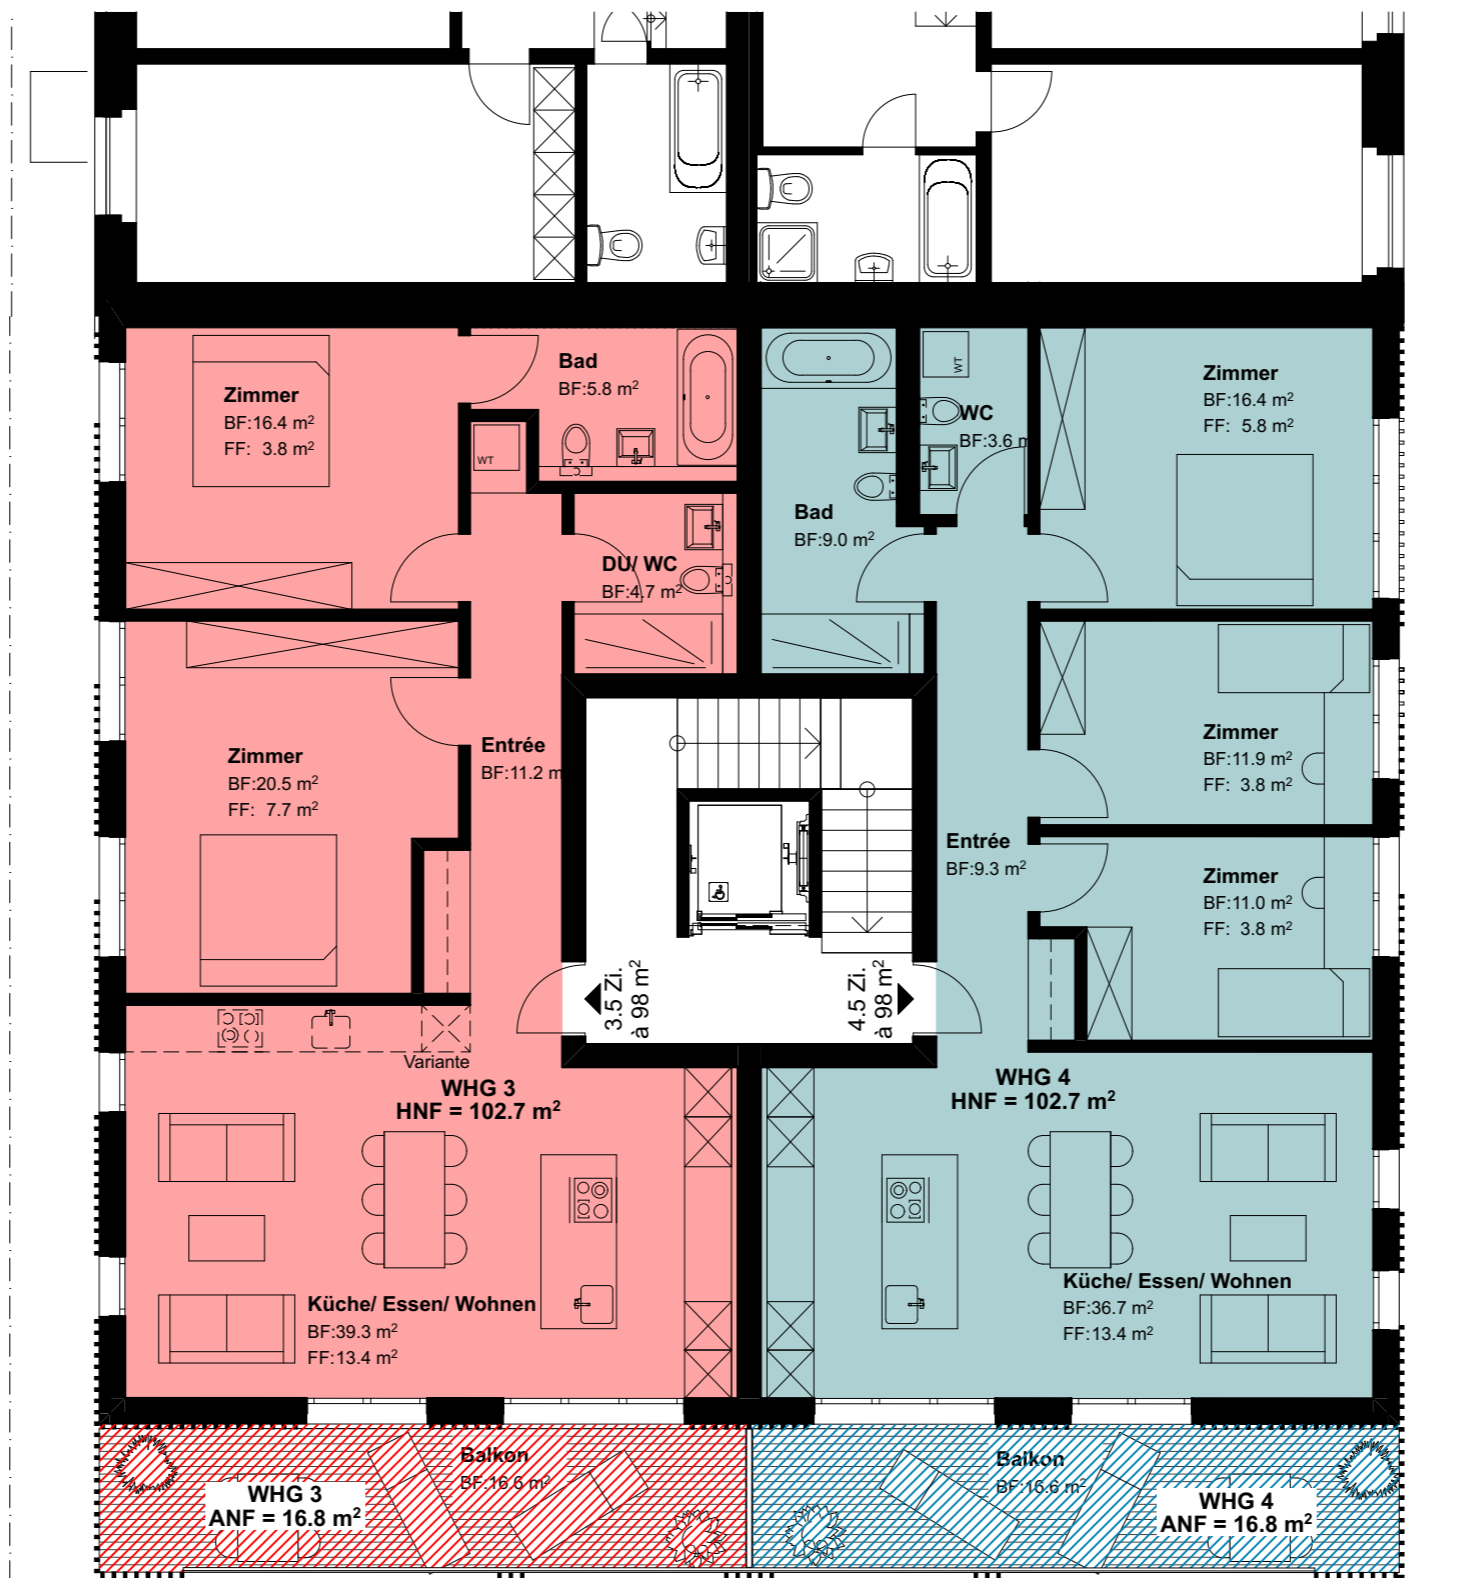 Zimmer
BF:16.4 m²
FF: 3.8 m²
Bad
BF:5.8 m²
WT
DU/ WC
BF:4.7 m²
Zimmer
BF:20.5 m²
FF: 7.7 m²
Entrée
BF:11.2 m
3.5 Zi.
à 98 m²
Variante
WHG 3
HNF = 102.7 m²
Küche/ Essen/ Wohnen
BF:39.3 m²
FF:13.4 m²
Balkon
BF:16.6 m²
WHG 3
ANF = 16.8 m²
WT
WC
BF:3.6 m
Bad
BF:9.0 m²
Zimmer
BF:16.4 m²
FF: 5.8 m²
Zimmer
BF:11.9 m²
FF: 3.8 m²
Entrée
BF:9.3 m²
Zimmer
BF:11.0 m²
FF: 3.8 m²
4.5 Zi.
à 98 m²
WHG 4
HNF = 102.7 m²
Küche/ Essen/ Wohnen
BF:36.7 m²
FF:13.4 m²
Balkon
BF:16.6 m²
WHG 4
ANF = 16.8 m²